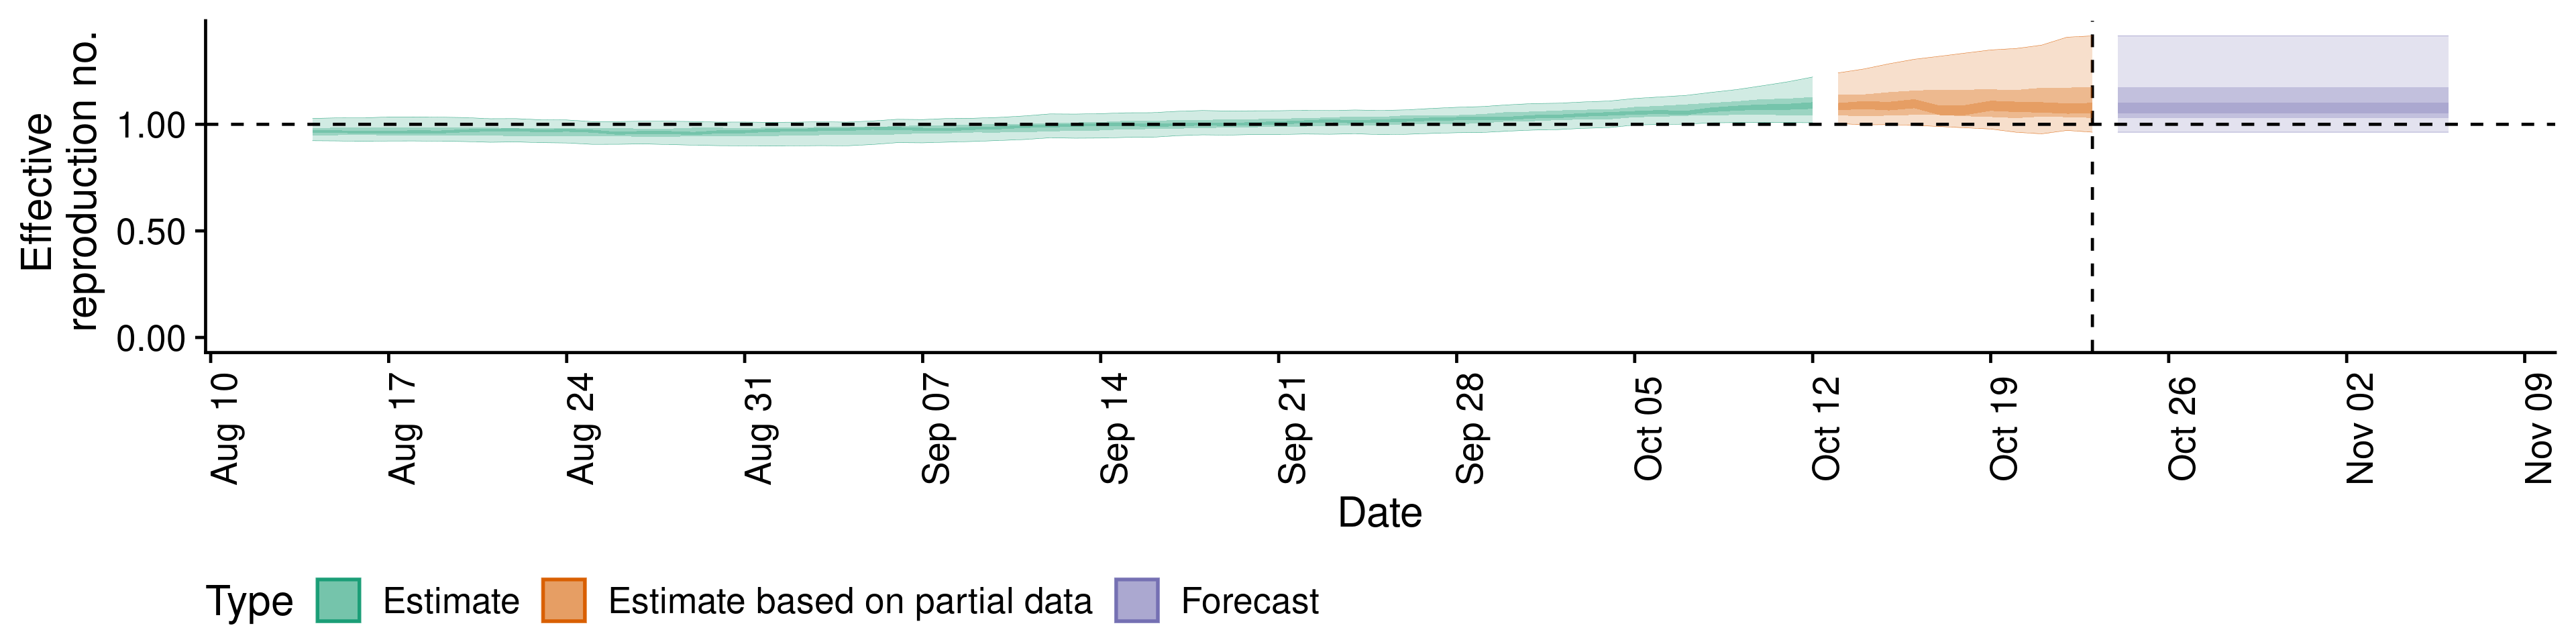 Effective
reproduction no.
1.00
0.50
0.00
Aug 10
Aug 17
Aug 24
Aug 31
Sep 07
Sep 14
Sep 21
Sep 28
Oct 05
Oct 12
Oct 19
Oct 26
Nov 02
Nov 09
Date
Type Estimate Estimate based on partial data Forecast